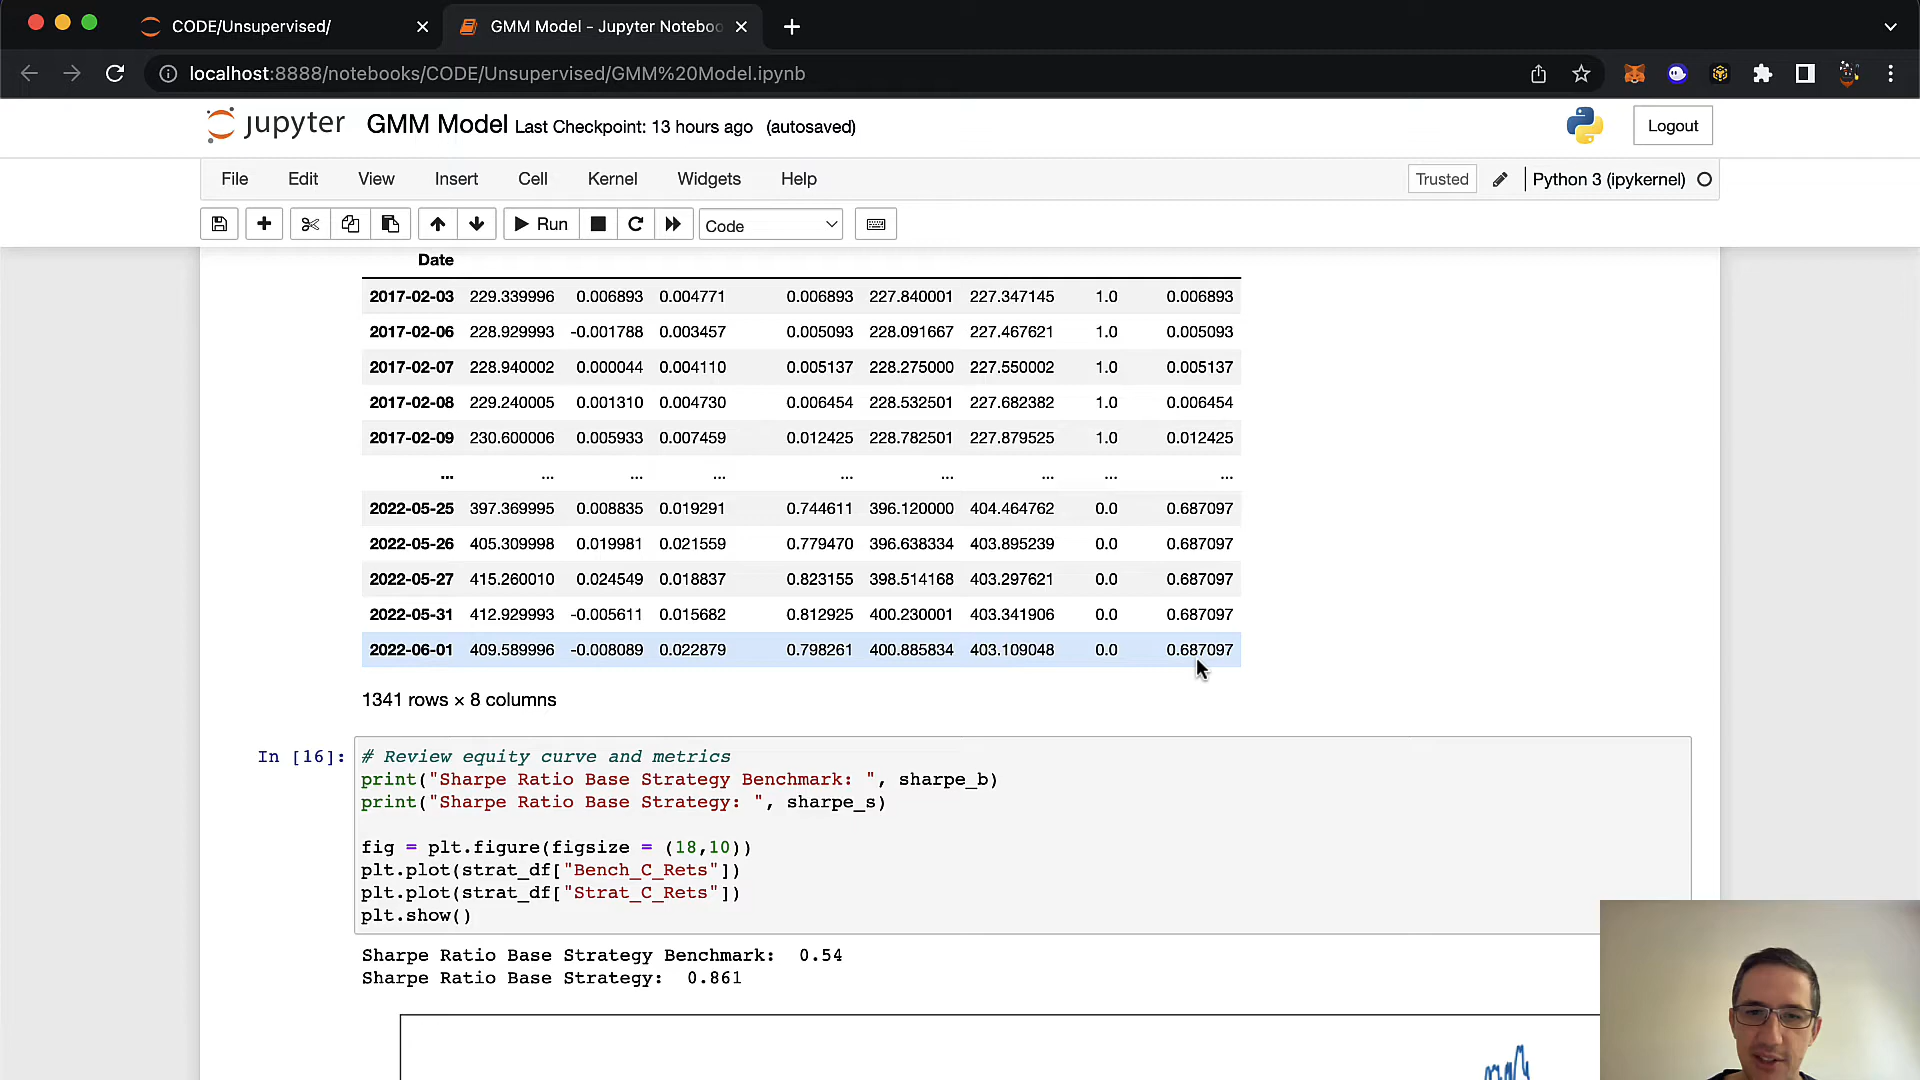 CODE/Unsupervised/
GMM Model - Jupyter Noteboo
localhost:8888/notebooks/CODE/Unsupervised/GMM%20Model.ipynb
jupyter GMM Model Last Checkpoint: 13 hours ago (autosaved)
Logout
File Edit View Insert Cell Kernel Widgets Help
Trusted
Python 3 (ipykernel)
Run
Code
Date
2017-02-03 229.339996 0.006893 0.004771 0.006893 227.840001 227.347145 1.0 0.006893
2017-02-06 228.929993 -0.001788 0.003457 0.005093 228.091667 227.467621 1.0 0.005093
2017-02-07 228.940002 0.000044 0.004110 0.005137 228.275000 227.550002 1.0 0.005137
2017-02-08 229.240005 0.001310 0.004730 0.006454 228.532501 227.682382 1.0 0.006454
2017-02-09 230.600006 0.005933 0.007459 0.012425 228.782501 227.879525 1.0 0.012425
... ... ... ... ... ... ... ... ...
2022-05-25 397.369995 0.008835 0.019291 0.744611 396.120000 404.464762 0.0 0.687097
2022-05-26 405.309998 0.019981 0.021559 0.779470 396.638334 403.895239 0.0 0.687097
2022-05-27 415.260010 0.024549 0.018837 0.823155 398.514168 403.297621 0.0 0.687097
2022-05-31 412.929993 -0.005611 0.015682 0.812925 400.230001 403.341906 0.0 0.687097
2022-06-01 409.589996 -0.008089 0.022879 0.798261 400.885834 403.109048 0.0 0.687097
1341 rows × 8 columns
In [16]:
# Review equity curve and metrics
print("Sharpe Ratio Base Strategy Benchmark: ", sharpe_b)
print("Sharpe Ratio Base Strategy: ", sharpe_s)
fig = plt.figure(figsize = (18,10))
plt.plot(strat_df["Bench_C_Rets"])
plt.plot(strat_df["Strat_C_Rets"])
plt.show()
Sharpe Ratio Base Strategy Benchmark:  0.54
Sharpe Ratio Base Strategy:  0.861